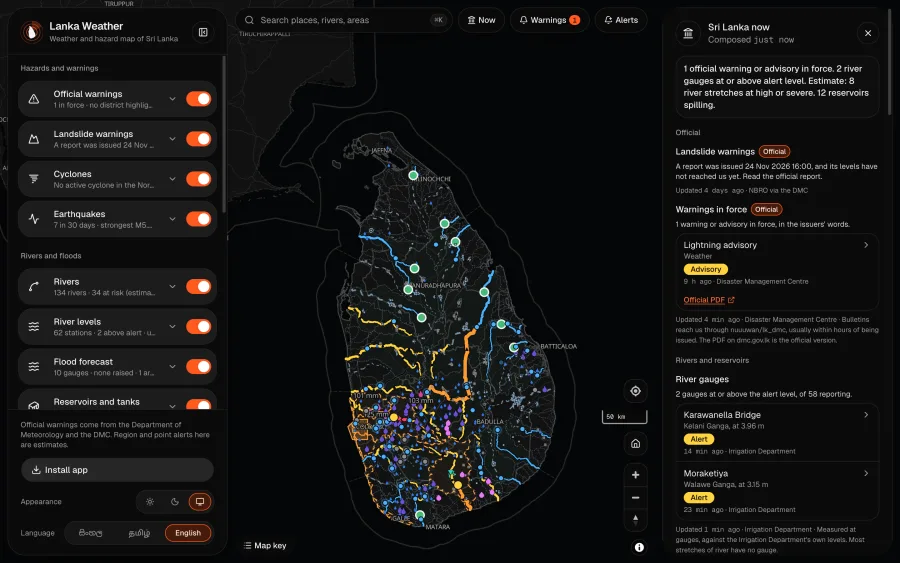 TIRUPPUR
Lanka Weather
Weather and hazard map of Sri Lanka
Hazards and warnings
Official warnings
1 in force · no district highlig...
Landslide warnings
A report was issued 24 Nov ...
Cyclones
No active cyclone in the Nor...
Earthquakes
7 in 30 days · strongest M5...
Rivers and floods
Rivers
134 rivers · 34 at risk (estima...
River levels
62 stations · 2 above alert · u...
Flood forecast
10 gauges · none raised · 1 ar...
Reservoirs and tanks
Official warnings come from the Department of
Meteorology and the DMC. Region and point alerts here
are estimates.
Install app
Appearance
Language
සිංහල
தமிழ்
English
Search places, rivers, areas
⌘K
Now
Warnings 1
Alerts
TIRUCHIRAPPALLI
JAFFNA
KILINOCHCHI
ANURADHAPURA
BATTICALOA
101 mm
103 mm
BADULLA
GALLE
MATARA
50 km
Map key
Sri Lanka now
Composed just now
1 official warning or advisory in force. 2 river
gauges at or above alert level. Estimate: 8
river stretches at high or severe. 12 reservoirs
spilling.
Official
Landslide warnings Official
A report was issued 24 Nov 2026 16:00, and its levels have
not reached us yet. Read the official report.
Updated 4 days ago · NBRO via the DMC
Warnings in force Official
1 warning or advisory in force, in the issuers' words.
Lightning advisory
Weather
Advisory
9 h ago · Disaster Management Centre
Official PDF
Updated 4 min ago · Disaster Management Centre · Bulletins
reach us through nuuuwan/lk_dmc, usually within hours of being
issued. The PDF on dmc.gov.lk is the official version.
Rivers and reservoirs
River gauges
2 gauges at or above the alert level, of 58 reporting.
Karawanella Bridge
Kelani Ganga, at 3.96 m
Alert
14 min ago · Irrigation Department
Moraketiya
Walawe Ganga, at 3.15 m
Alert
23 min ago · Irrigation Department
Updated 1 min ago · Irrigation Department · Measured at
gauges, against the Irrigation Department's own levels. Most
stretches of river have no gauge.